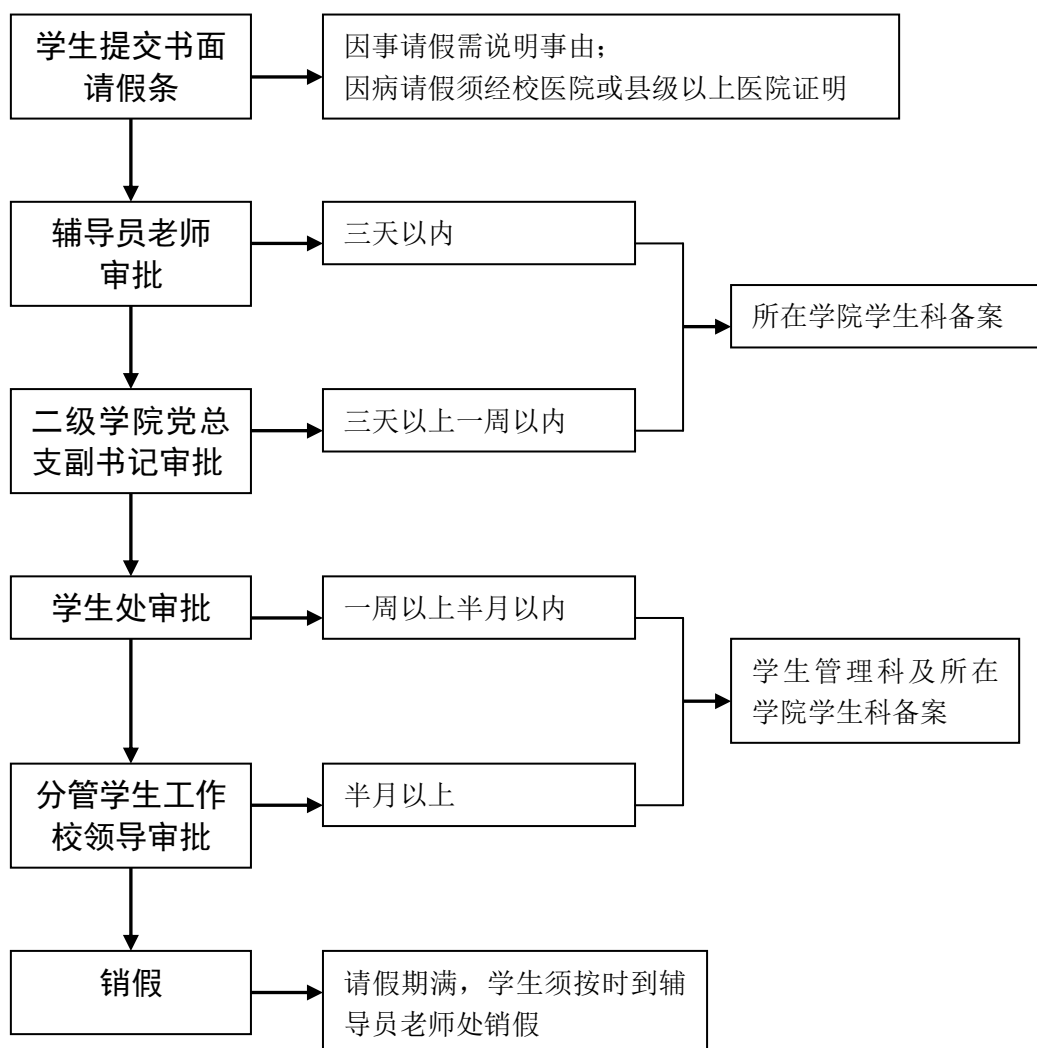 学生提交书面
请假条
因事请假需说明事由；
因病请假须经校医院或县级以上医院证明
辅导员老师
审批
三天以内
所在学院学生科备案
二级学院党总
支副书记审批
三天以上一周以内
学生处审批
一周以上半月以内
学生管理科及所在
学院学生科备案
分管学生工作
校领导审批
半月以上
销假
请假期满，学生须按时到辅
导员老师处销假